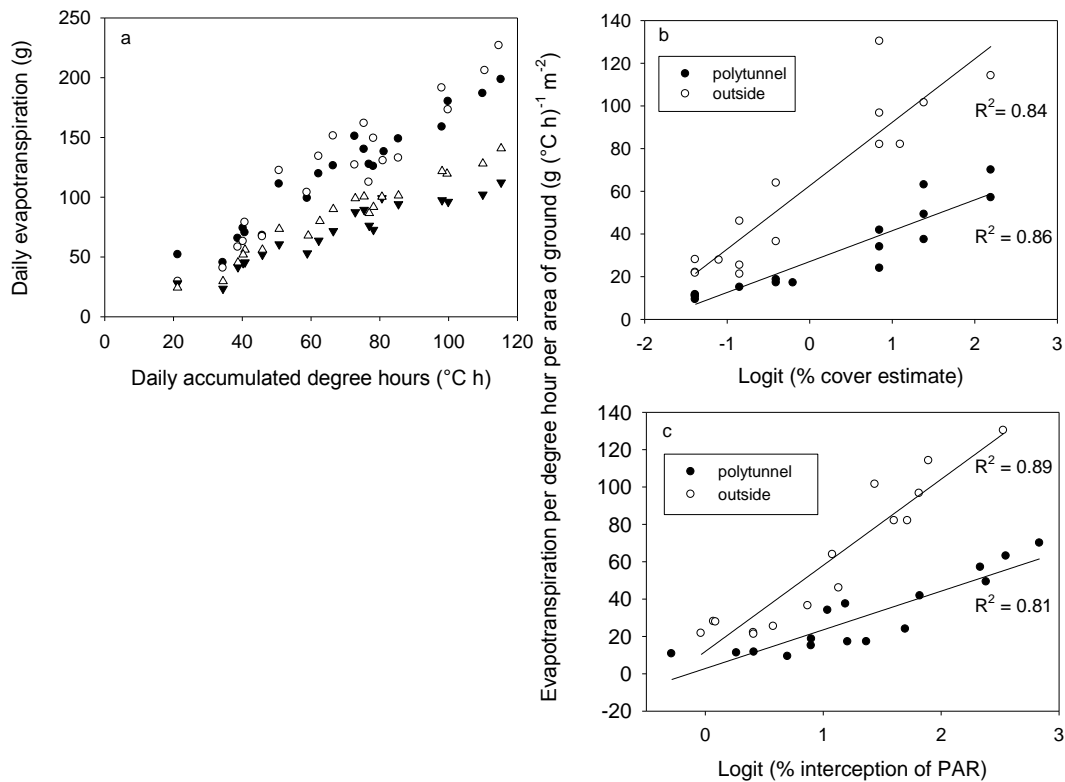 a
250
200
150
100
50
0
0 20 40 60 80 100 120
Daily evapotranspiration (g)
Daily accumulated degree hours (°C h)
Evapotranspiration per degree hour per area of ground (g (°C h)⁻¹ m⁻²)
b
140
120
100
80
60
40
20
0
polytunnel
outside
R² = 0.84
R² = 0.86
-2 -1 0 1 2 3
Logit (% cover estimate)
c
140
120
100
80
60
40
20
0
-20
polytunnel
outside
R² = 0.89
R² = 0.81
0 1 2 3
Logit (% interception of PAR)